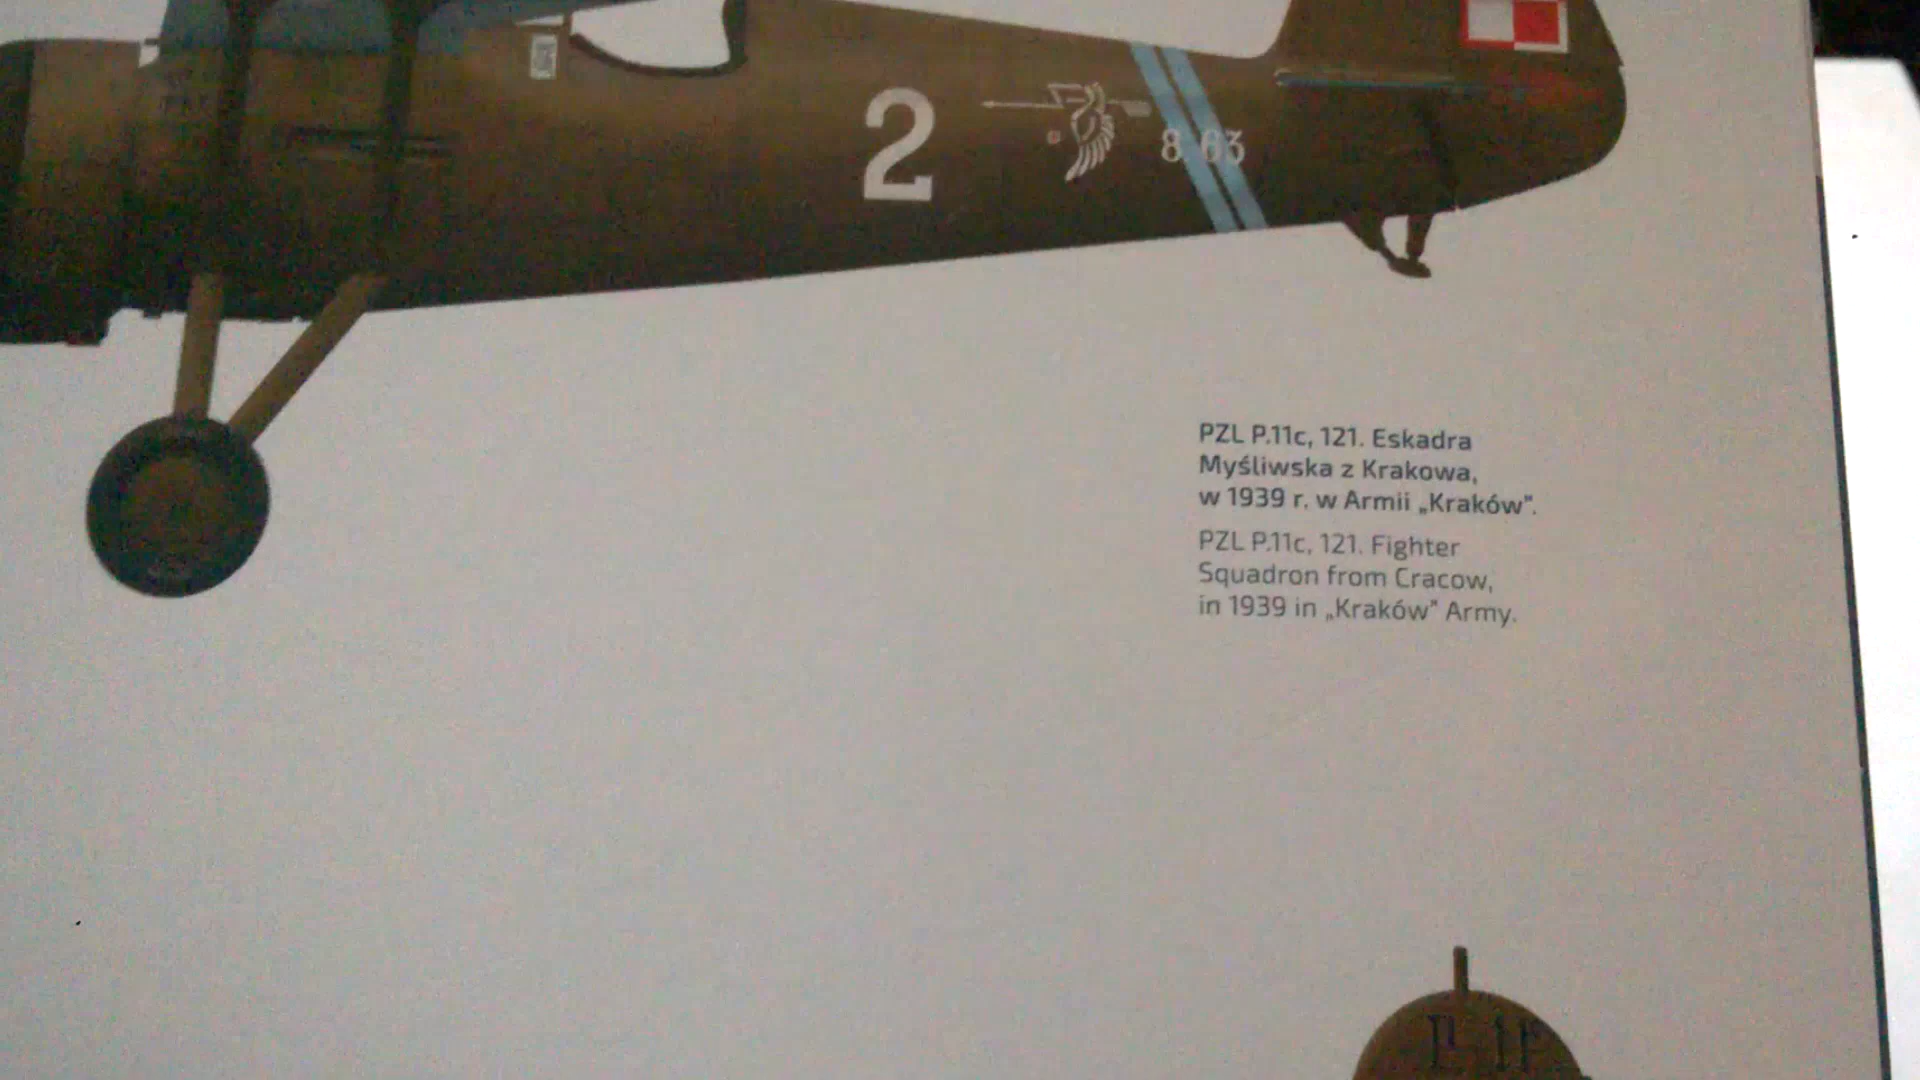 2
8.63
PZL P.11c, 121. Eskadra
Myśliwska z Krakowa,
w 1939 r. w Armii „Kraków”.
PZL P.11c, 121. Fighter
Squadron from Cracow,
in 1939 in „Kraków” Army.